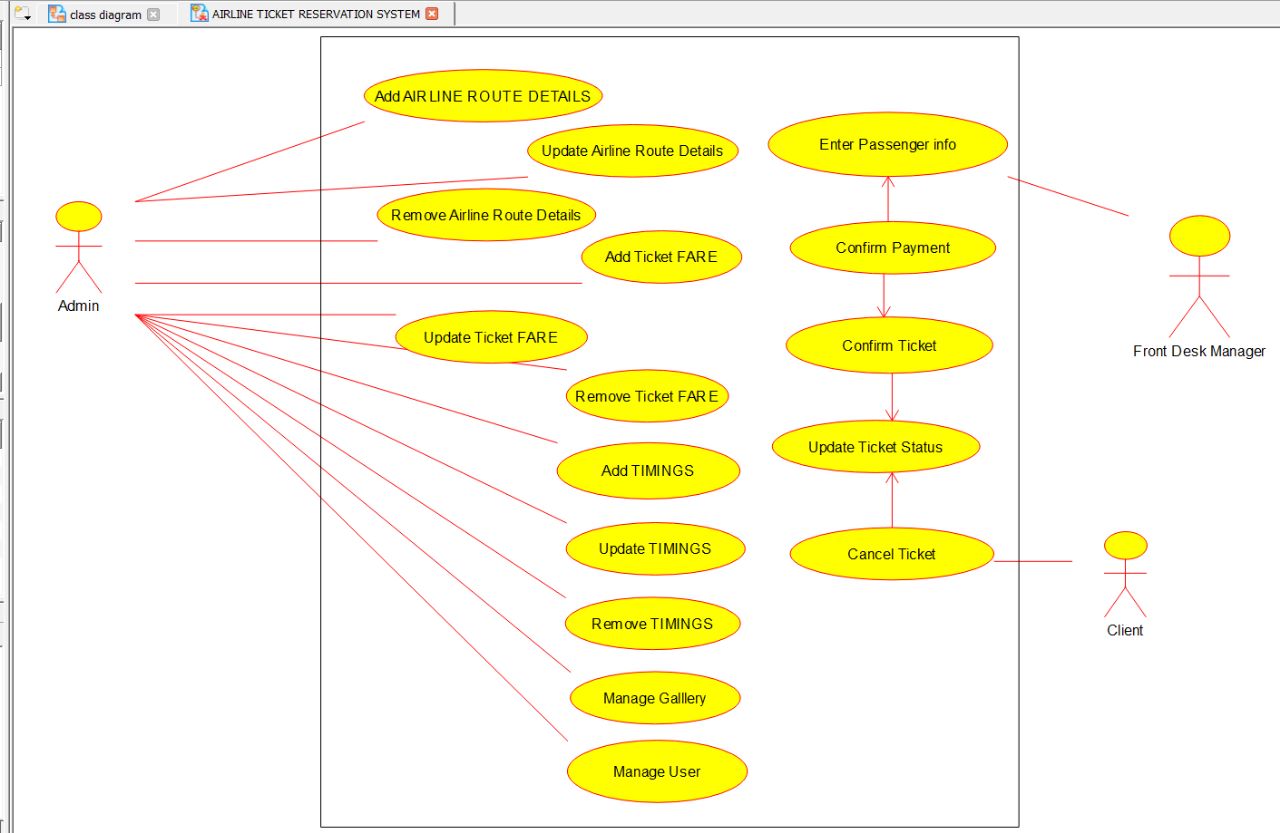 class diagram
AIRLINE TICKET RESERVATION SYSTEM
Add AIRLINE ROUTE DETAILS
Update Airline Route Details
Remove Airline Route Details
Add Ticket FARE
Update Ticket FARE
Remove Ticket FARE
Add TIMINGS
Update TIMINGS
Remove TIMINGS
Manage Galllery
Manage User
Enter Passenger info
Confirm Payment
Confirm Ticket
Update Ticket Status
Cancel Ticket
Admin
Front Desk Manager
Client